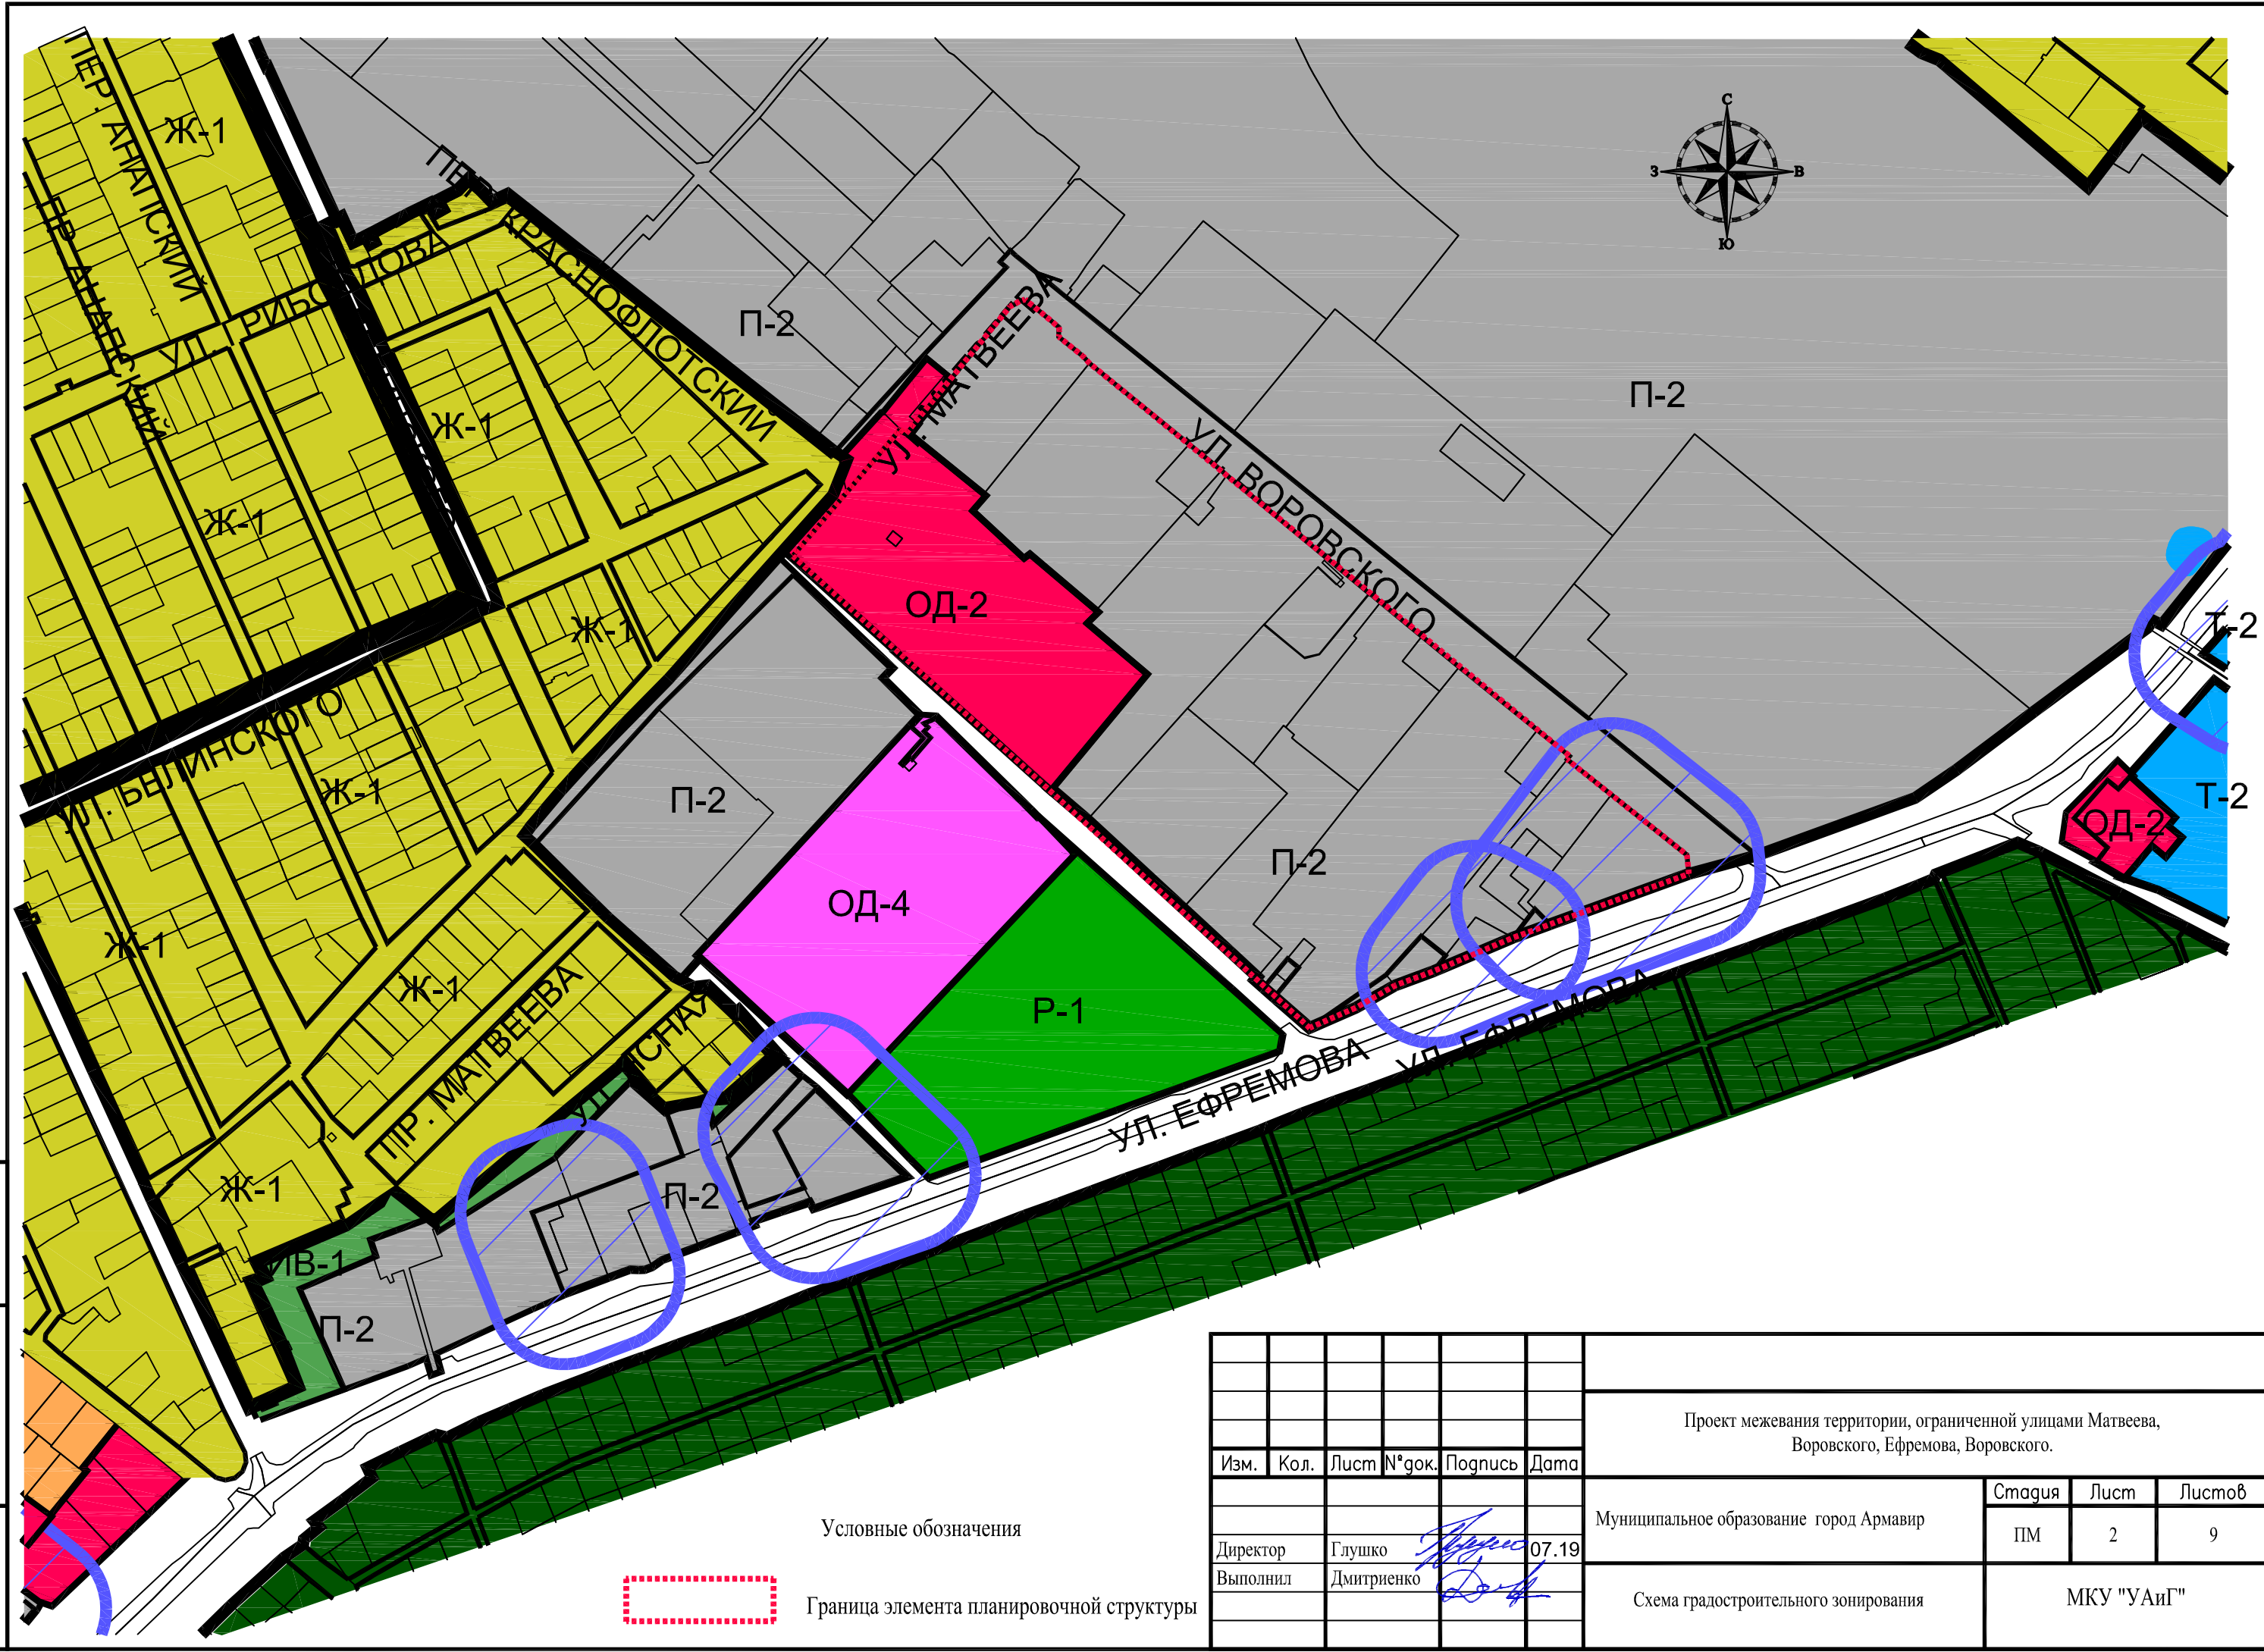 ПЕР. АНАПСКИЙ
Ж-1
С
З
В
Ю
ПЕР. КРАСНОФЛОТСКИЙ
ПР. АНАПСКИЙ
УЛ.
П-2
УЛ. МАТВЕЕВА
П-2
Ж-1
УЛ. ВОРОВСКОГО
Ж-1
ОД-2
Ж-1
Т-2
УЛ. БЕЛИНСКОГО
Ж-1
П-2
Т-2
ОД-2
П-2
ОД-4
Ж-1
Ж-1
Р-1
ПР. МАТВЕЕВА
УЛ. ЕФРЕМОВА
УЛ. ЕФРЕМОВА
Ж-1
П-2
ИВ-1
П-2
Условные обозначения
Граница элемента планировочной структуры
Проект межевания территории, ограниченной улицами Матвеева,
Воровского, Ефремова, Воровского.
Изм. Кол. Лист №док. Подпись Дата
Муниципальное образование город Армавир
Стадия Лист Листов
ПМ 2 9
Директор Глушко 07.19
Выполнил Дмитриенко
Схема градостроительного зонирования
МКУ "УАиГ"